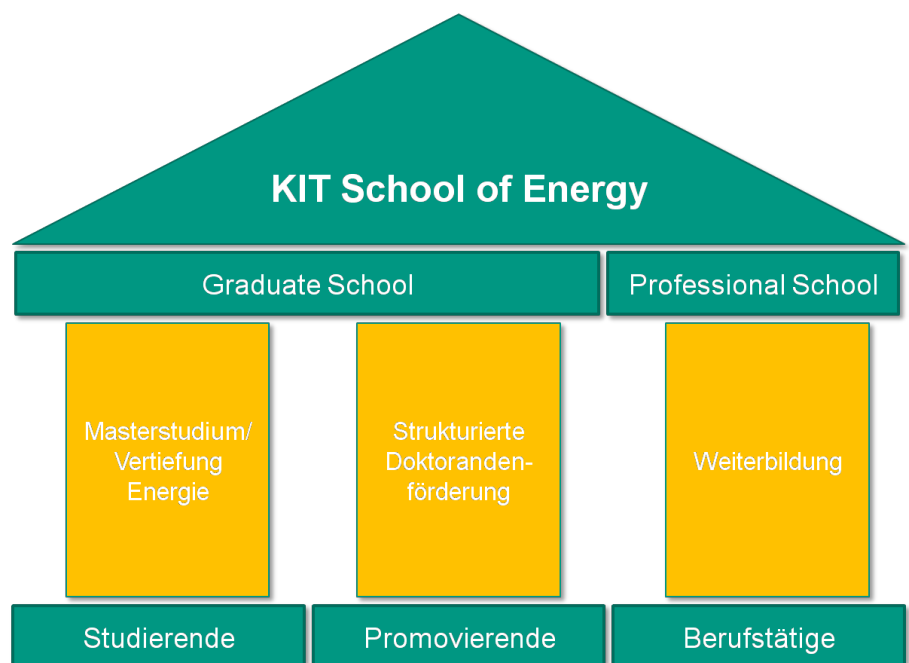 KIT School of Energy
Graduate School
Professional School
Masterstudium/
Vertiefung
Energie
Strukturierte
Doktoranden-
förderung
Weiterbildung
Studierende
Promovierende
Berufstätige